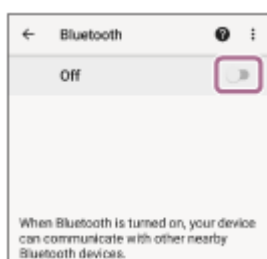 Bluetooth
Off
When Bluetooth is turned on, your device
can communicate with other nearby
Bluetooth devices.